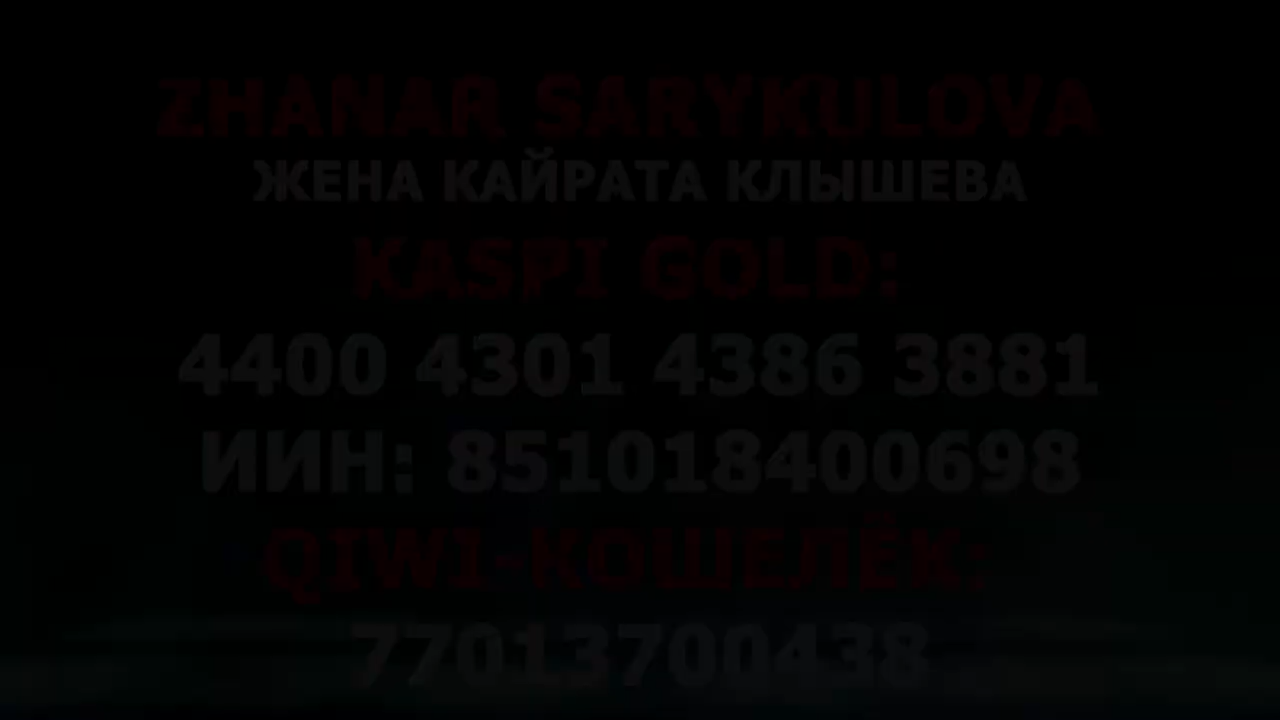 ZHANAR SARYKULOVA
ЖЕНА КАЙРАТА КЛЫШЕВА
KASPI GOLD:
4400 4301 4386 3881
ИИН: 851018400698
QIWI-КОШЕЛЁК:
77013700438